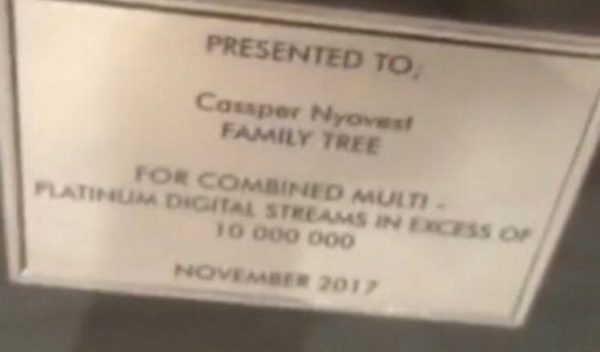 PRESENTED TO;
Cassper Nyovest
FAMILY TREE
FOR COMBINED MULTI -
PLATINUM DIGITAL STREAMS IN EXCESS OF
10 000 000
NOVEMBER 2017